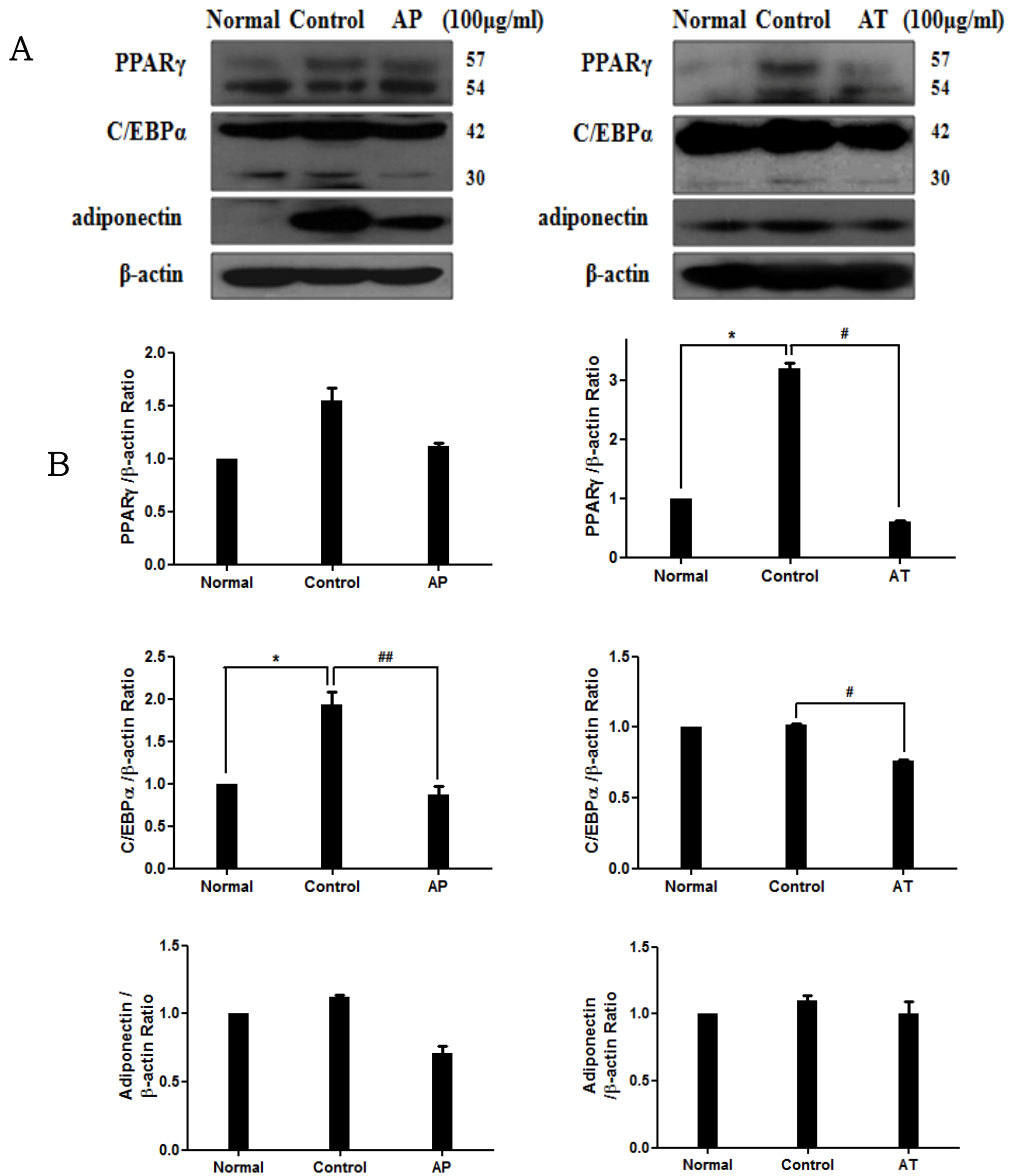 A
Normal Control AP (100μg/ml)
PPARγ
57
54
C/EBPα
42
30
adiponectin
β-actin
Normal Control AT (100μg/ml)
PPARγ
57
54
C/EBPα
42
30
adiponectin
β-actin
B
PPARγ /β-actin Ratio
2.0
1.5
1.0
0.5
0.0
Normal Control AP
PPARγ /β-actin Ratio
3
2
1
0
* #
Normal Control AT
C/EBPα /β-actin Ratio
2.5
2.0
1.5
1.0
0.5
0.0
* ##
Normal Control AP
C/EBPα /β-actin Ratio
1.5
1.0
0.5
0.0
#
Normal Control AT
Adiponectin /
β-actin Ratio
1.5
1.0
0.5
0.0
Normal Control AP
Adiponectin
/β-actin Ratio
1.5
1.0
0.5
0.0
Normal Control AT